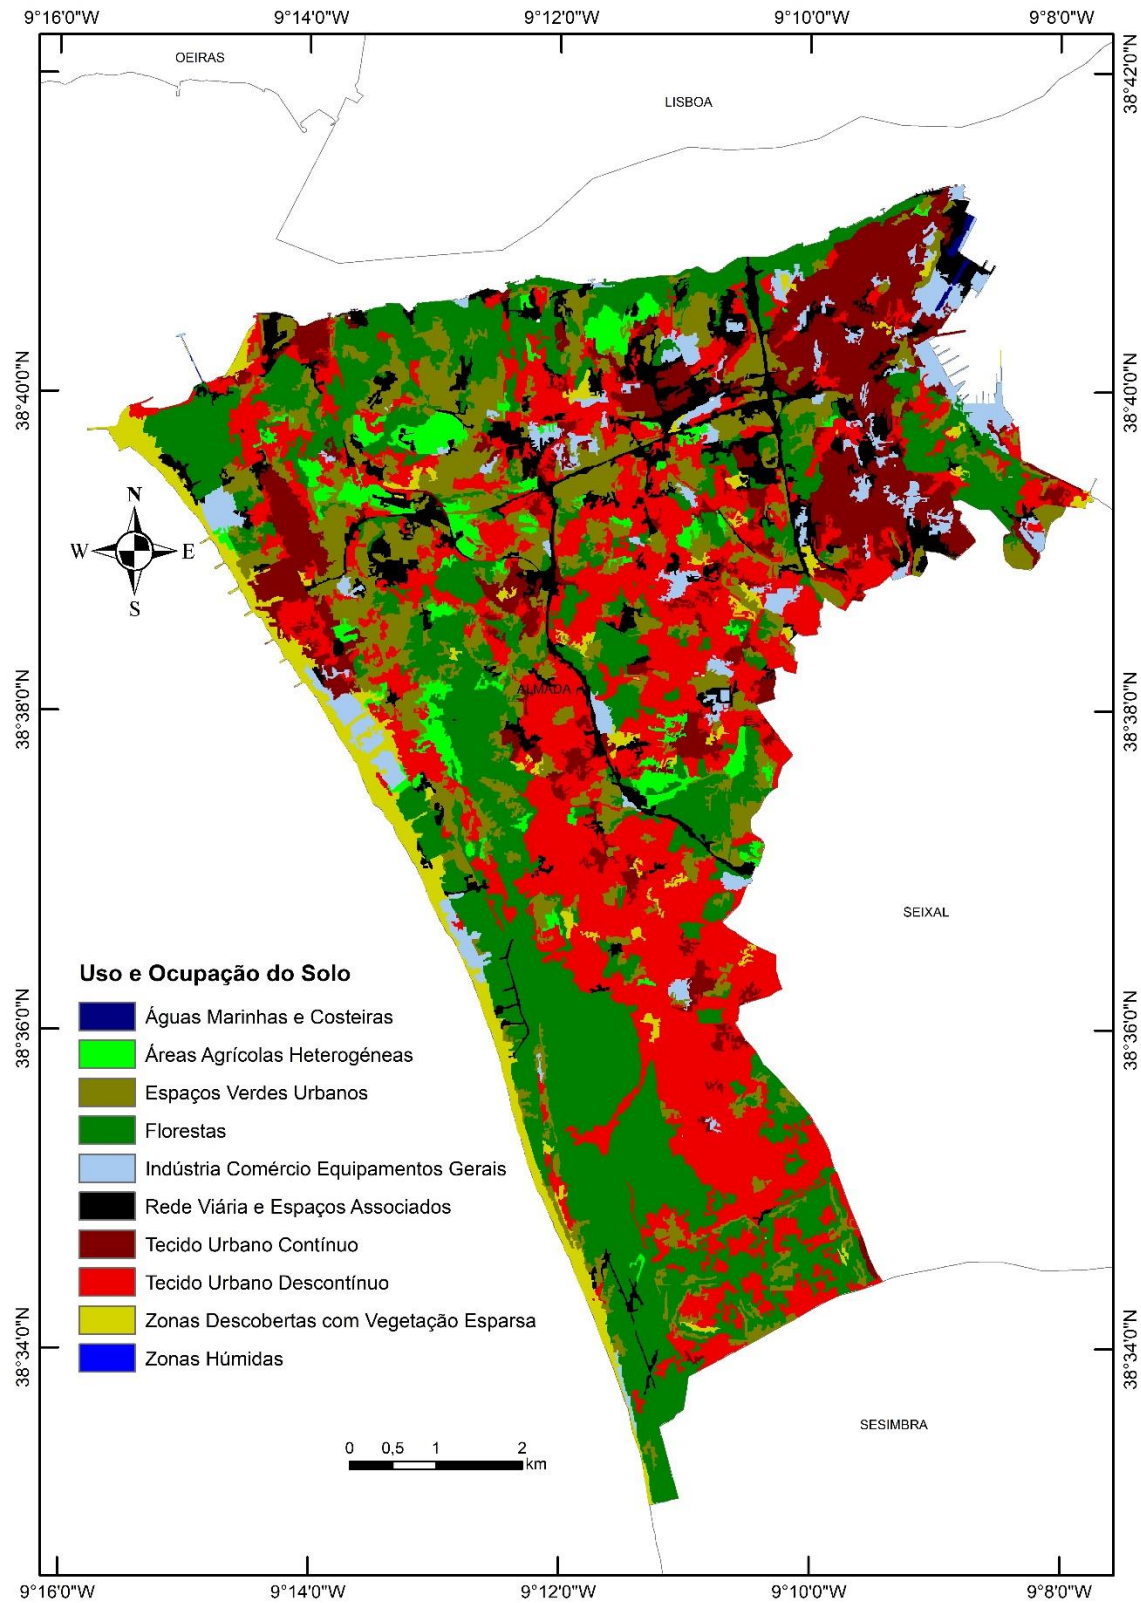 9°16'0"W 9°14'0"W 9°12'0"W 9°10'0"W 9°8'0"W
OEIRAS
LISBOA
38°42'0"N
38°40'0"N
38°40'0"N
N
W E
S
ALMADA
38°38'0"N
38°38'0"N
SEIXAL
Uso e Ocupação do Solo
Águas Marinhas e Costeiras
Áreas Agrícolas Heterogéneas
Espaços Verdes Urbanos
Florestas
Indústria Comércio Equipamentos Gerais
Rede Viária e Espaços Associados
Tecido Urbano Contínuo
Tecido Urbano Descontínuo
Zonas Descobertas com Vegetação Esparsa
Zonas Húmidas
38°36'0"N
38°36'0"N
38°34'0"N
38°34'0"N
SESIMBRA
0 0,5 1 2
km
9°16'0"W 9°14'0"W 9°12'0"W 9°10'0"W 9°8'0"W